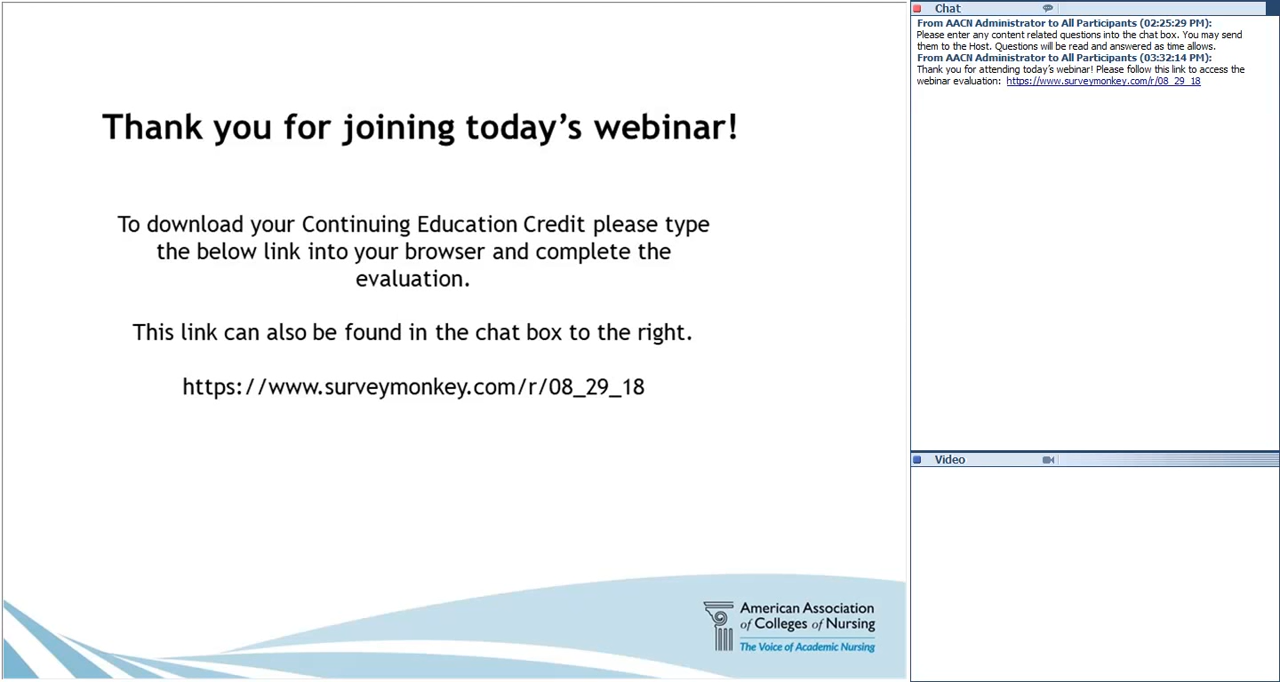 Thank you for joining today's webinar!
To download your Continuing Education Credit please type
the below link into your browser and complete the
evaluation.
This link can also be found in the chat box to the right.
https://www.surveymonkey.com/r/08_29_18
American Association
of Colleges of Nursing
The Voice of Academic Nursing
Chat
From AACN Administrator to All Participants (02:25:29 PM):
Please enter any content related questions into the chat box. You may send
them to the Host. Questions will be read and answered as time allows.
From AACN Administrator to All Participants (03:32:14 PM):
Thank you for attending today's webinar! Please follow this link to access the
webinar evaluation: https://www.surveymonkey.com/r/08_29_18
Video